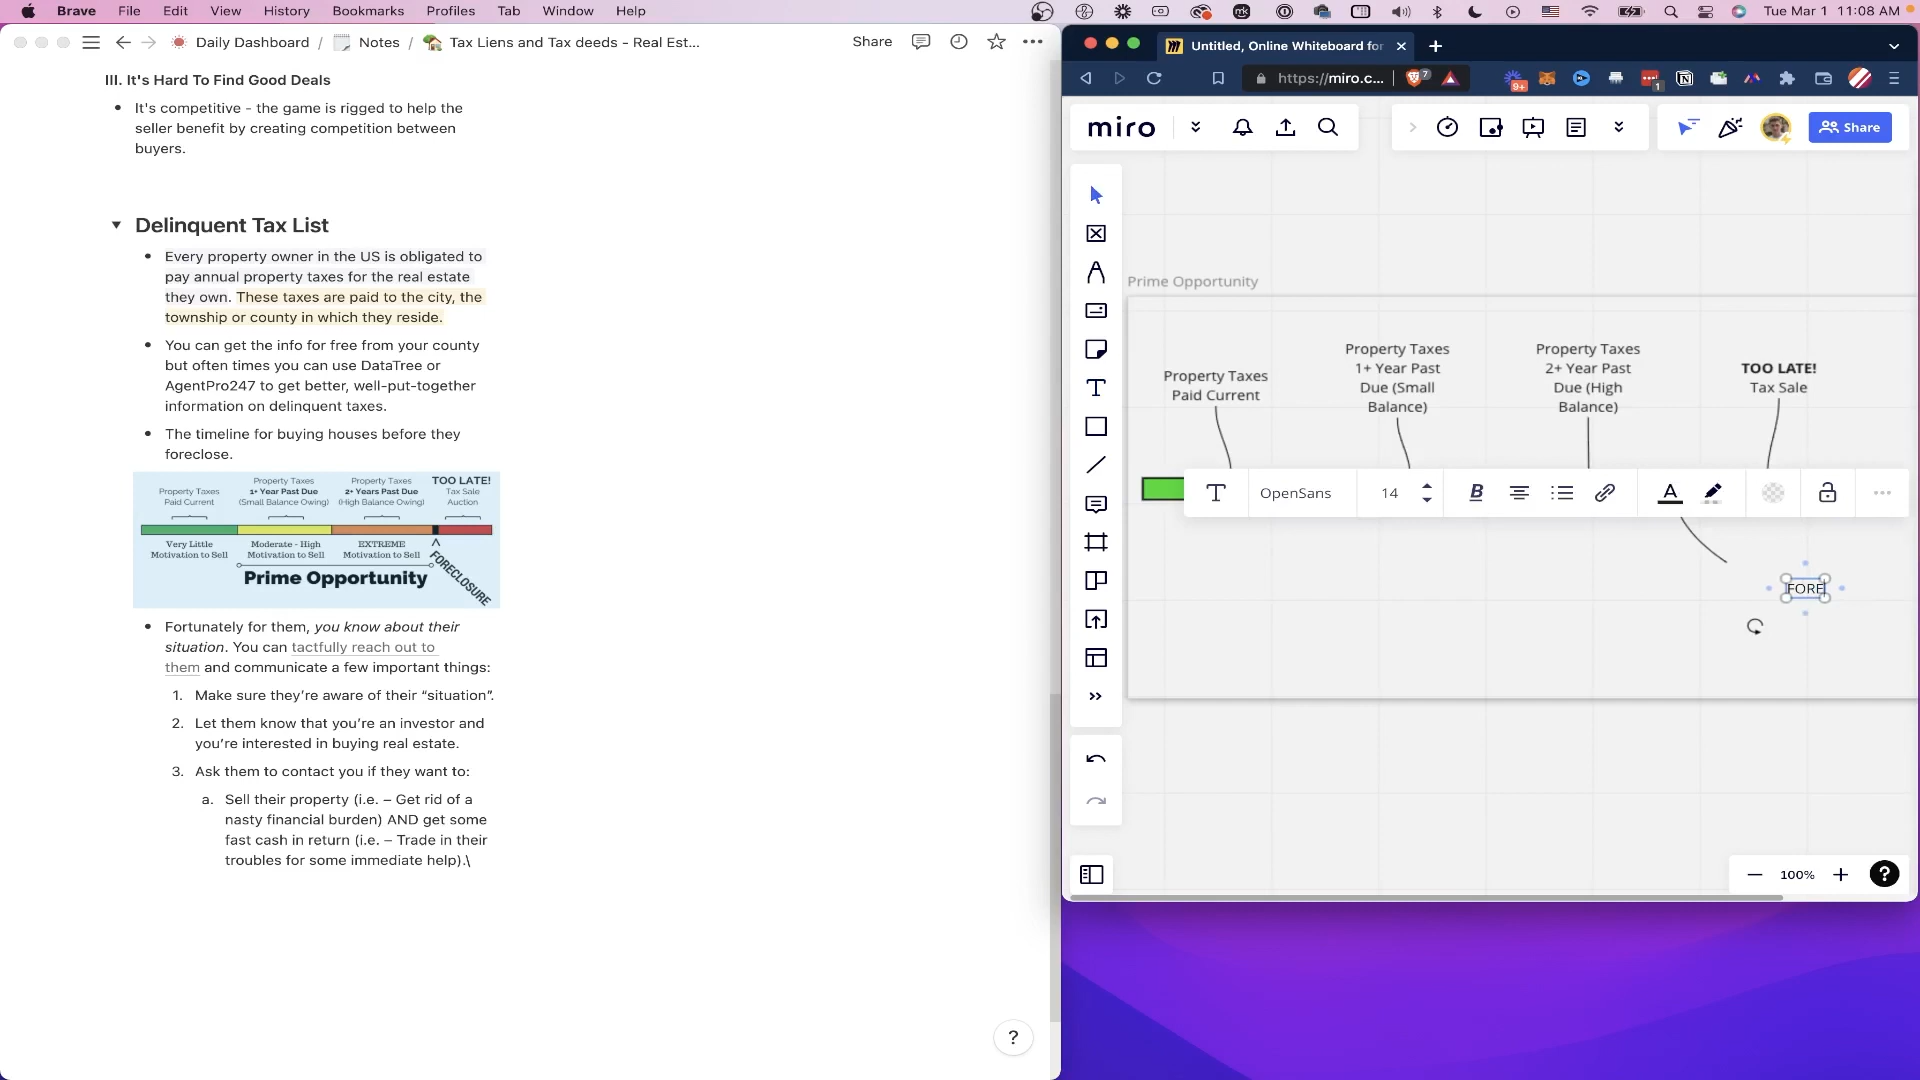 Brave File Edit View History Bookmarks Profiles Tab Window Help
Tue Mar 1 11:08 AM
Daily Dashboard / Notes / Tax Liens and Tax deeds - Real Est...
Share
III. It's Hard To Find Good Deals
It's competitive - the game is rigged to help the
seller benefit by creating competition between
buyers.
Delinquent Tax List
Every property owner in the US is obligated to
pay annual property taxes for the real estate
they own. These taxes are paid to the city, the
township or county in which they reside.
You can get the info for free from your county
but often times you can use DataTree or
AgentPro247 to get better, well-put-together
information on delinquent taxes.
The timeline for buying houses before they
foreclose.
Property Taxes
Paid Current
Property Taxes
1+ Year Past Due
(Small Balance Owing)
Property Taxes
2+ Years Past Due
(High Balance Owing)
TOO LATE!
Tax Sale
Auction
Very Little
Motivation to Sell
Moderate - High
Motivation to Sell
EXTREME
Motivation to Sell
FORECLOSURE
Prime Opportunity
Fortunately for them, you know about their
situation. You can tactfully reach out to
them and communicate a few important things:
1. Make sure they’re aware of their “situation”.
2. Let them know that you’re an investor and
you’re interested in buying real estate.
3. Ask them to contact you if they want to:
a. Sell their property (i.e. – Get rid of a
nasty financial burden) AND get some
fast cash in return (i.e. – Trade in their
troubles for some immediate help).\
?
Untitled, Online Whiteboard for
https://miro.c...
7
9+
1
miro
Share
Prime Opportunity
Property Taxes
Paid Current
Property Taxes
1+ Year Past
Due (Small
Balance)
Property Taxes
2+ Year Past
Due (High
Balance)
TOO LATE!
Tax Sale
OpenSans 14 B A
FORE
100%
?